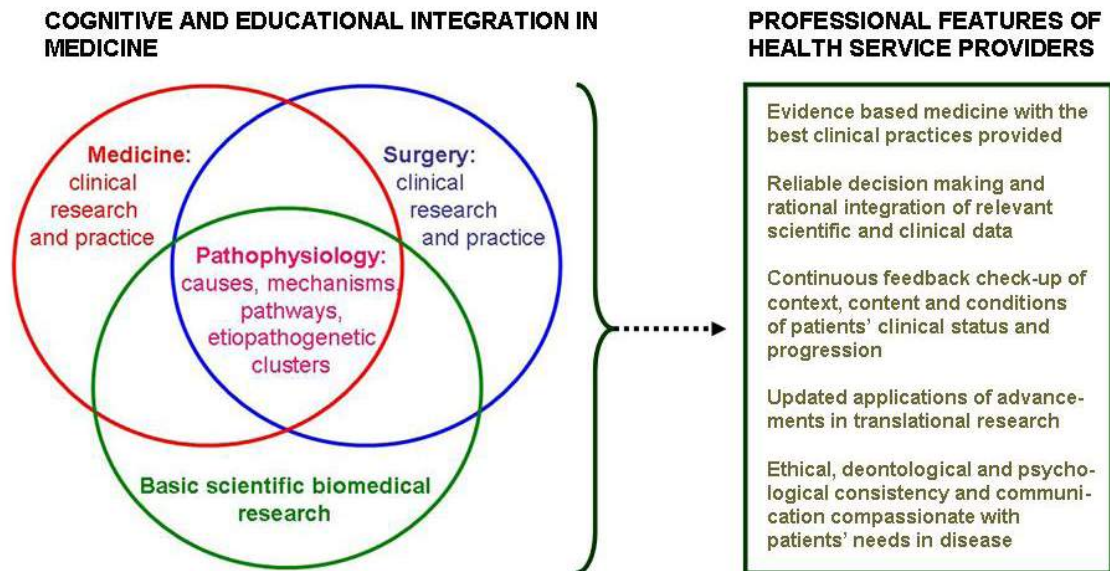 COGNITIVE AND EDUCATIONAL INTEGRATION IN
MEDICINE
Medicine:
clinical
research
and practice
Surgery:
clinical
research
and practice
Pathophysiology:
causes, mechanisms,
pathways,
etiopathogenetic
clusters
Basic scientific biomedical
research
PROFESSIONAL FEATURES OF
HEALTH SERVICE PROVIDERS
Evidence based medicine with the
best clinical practices provided
Reliable decision making and
rational integration of relevant
scientific and clinical data
Continuous feedback check-up of
context, content and conditions
of patients’ clinical status and
progression
Updated applications of advance-
ments in translational research
Ethical, deontological and psycho-
logical consistency and communi-
cation compassionate with
patients’ needs in disease